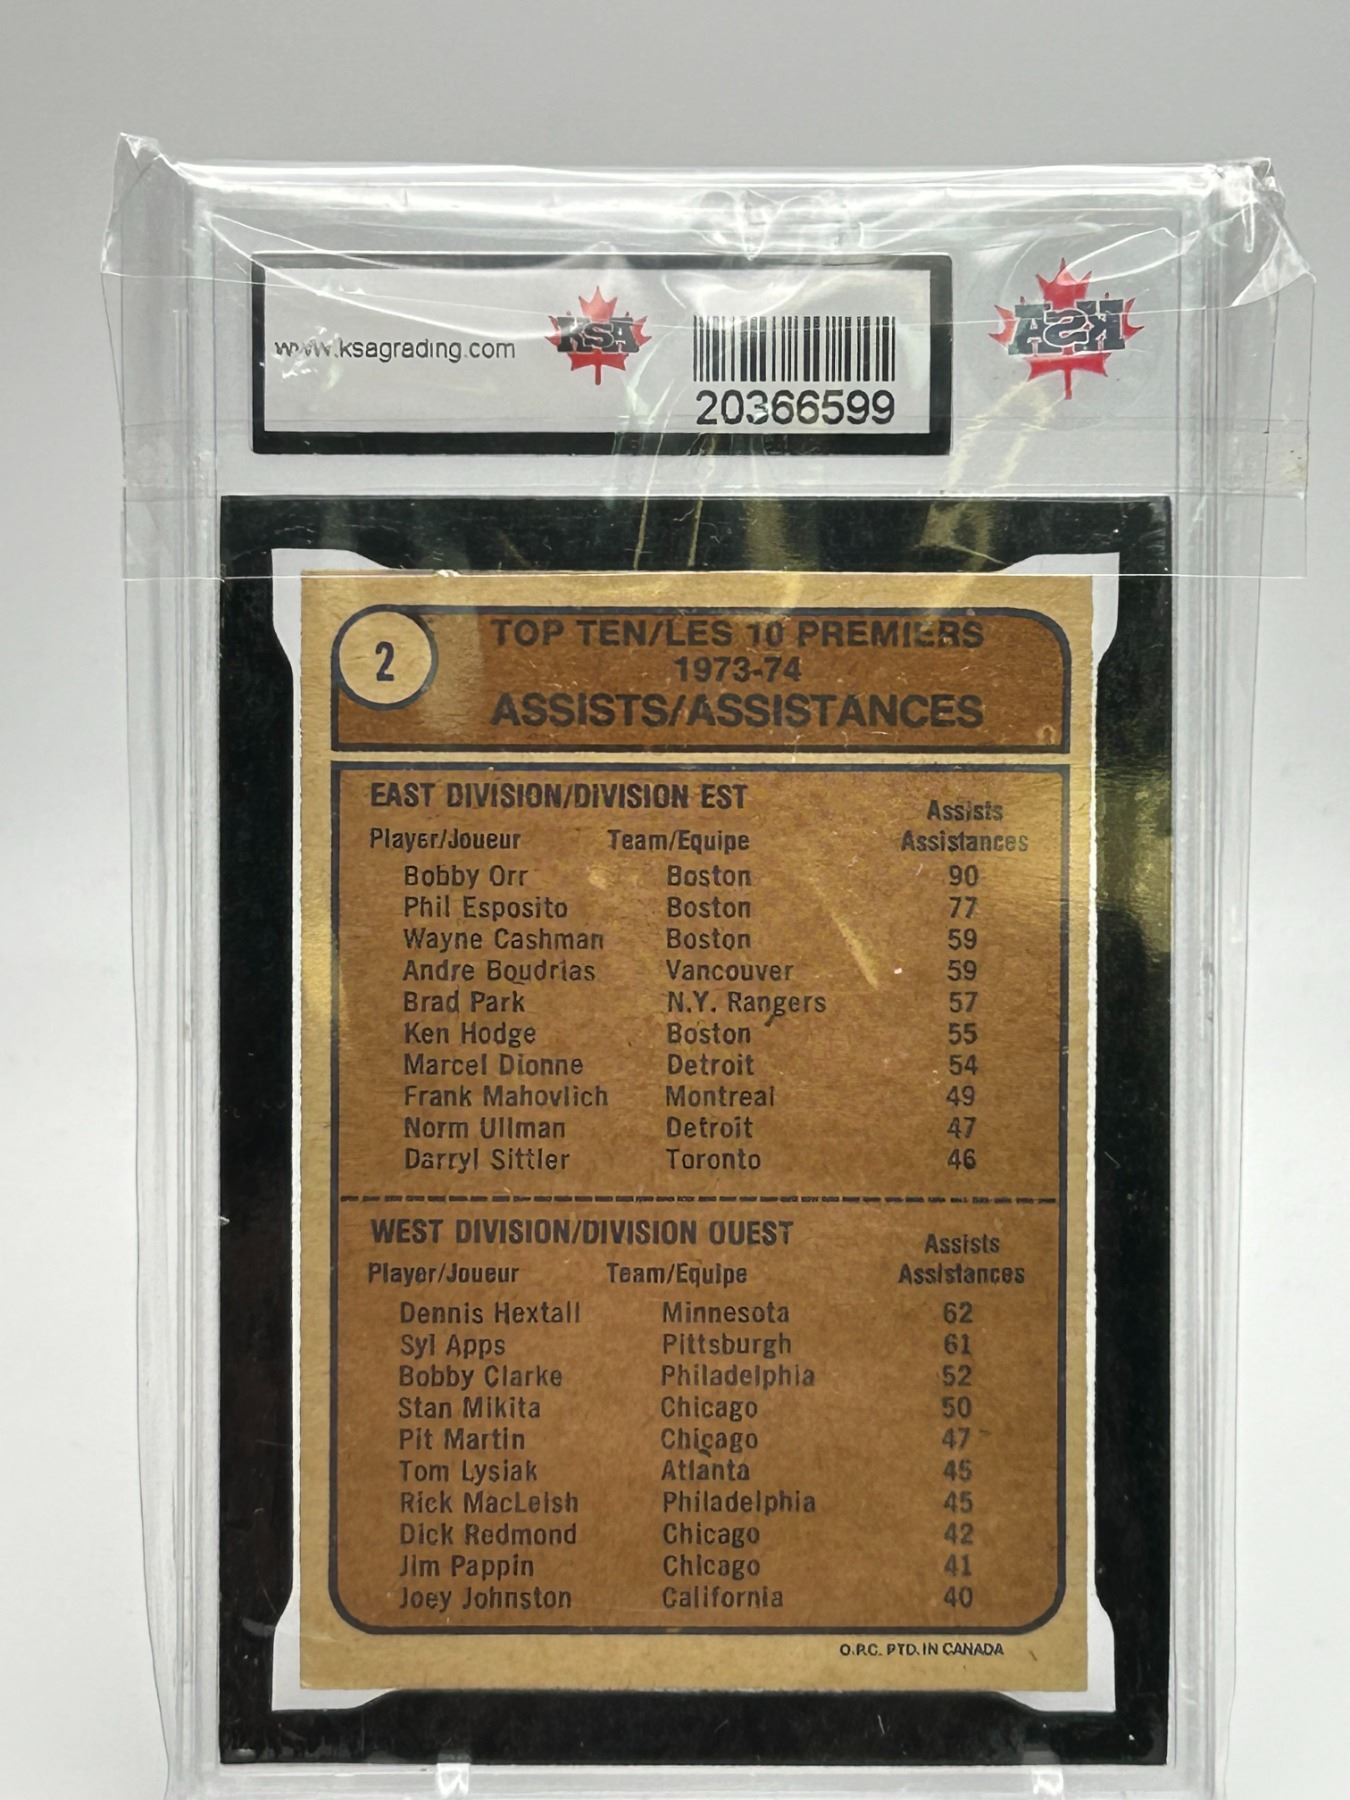 www.ksagrading.com
KSA
20366599
KSA
2
TOP TEN/LES 10 PREMIERS
1973-74
ASSISTS/ASSISTANCES
EAST DIVISION/DIVISION EST
Assists
Player/Joueur Team/Equipe Assistances
Bobby Orr Boston 90
Phil Esposito Boston 77
Wayne Cashman Boston 59
Andre Boudrias Vancouver 59
Brad Park N.Y. Rangers 57
Ken Hodge Boston 55
Marcel Dionne Detroit 54
Frank Mahovlich Montreal 49
Norm Ullman Detroit 47
Darryl Sittler Toronto 46
WEST DIVISION/DIVISION OUEST
Assists
Player/Joueur Team/Equipe Assistances
Dennis Hextall Minnesota 62
Syl Apps Pittsburgh 61
Bobby Clarke Philadelphia 52
Stan Mikita Chicago 50
Pit Martin Chicago 47
Tom Lysiak Atlanta 45
Rick MacLeish Philadelphia 45
Dick Redmond Chicago 42
Jim Pappin Chicago 41
Joey Johnston California 40
O.P.C. PTD. IN CANADA